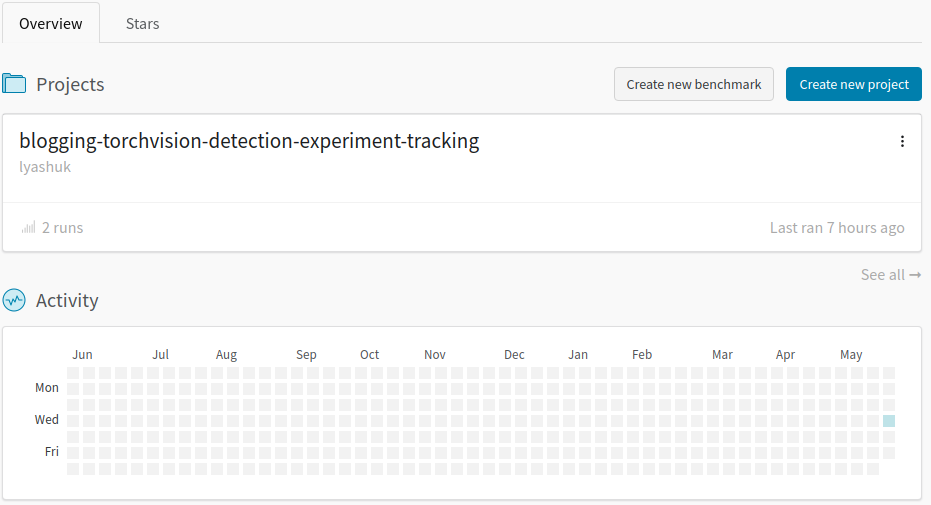 Overview Stars
Projects Create new benchmark Create new project
blogging-torchvision-detection-experiment-tracking
lyashuk
2 runs Last ran 7 hours ago
See all →
Activity
Jun Jul Aug Sep Oct Nov Dec Jan Feb Mar Apr May
Mon
Wed
Fri